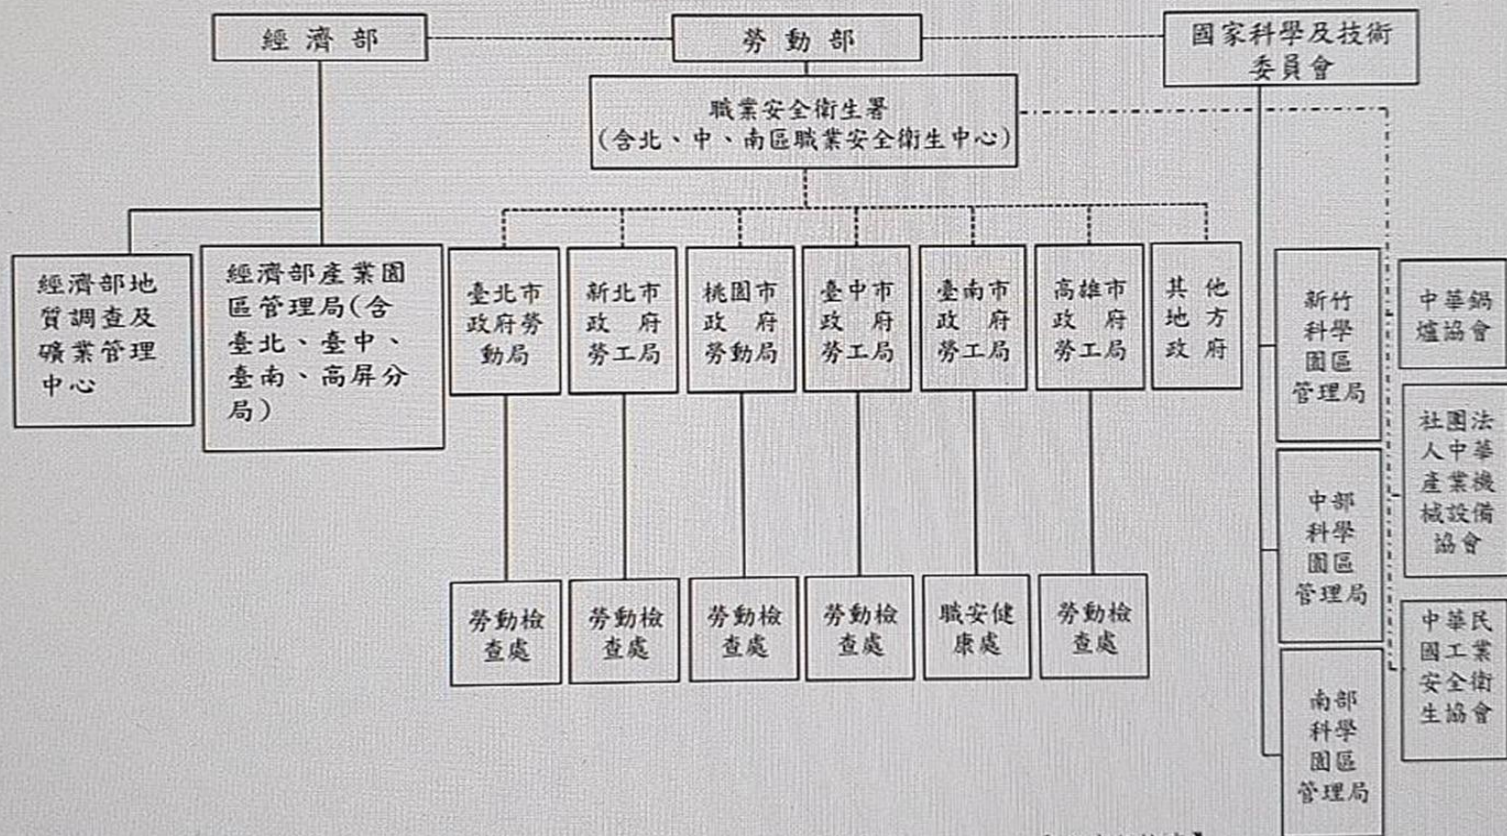 經濟部
勞動部
國家科學及技術
委員會
職業安全衛生署
(含北、中、南區職業安全衛生中心)
經濟部地
質調查及
礦業管理
中心
經濟部產業園
區管理局(含
臺北、臺中、
臺南、高屏分
局)
臺北市
政府勞
動局
新北市
政府
勞工局
桃園市
政府
勞動局
臺中市
政府
勞工局
臺南市
政府
勞工局
高雄市
政府
勞工局
其他
地方
政府
新竹
科學
園區
管理局
中華鍋
爐協會
社團法
人中華
產業機
械設備
協會
中部
科學
園區
管理局
勞動檢
查處
勞動檢
查處
勞動檢
查處
勞動檢
查處
職安健
康處
勞動檢
查處
中華民
國工業
安全衛
生協會
南部
科學
園區
管理局